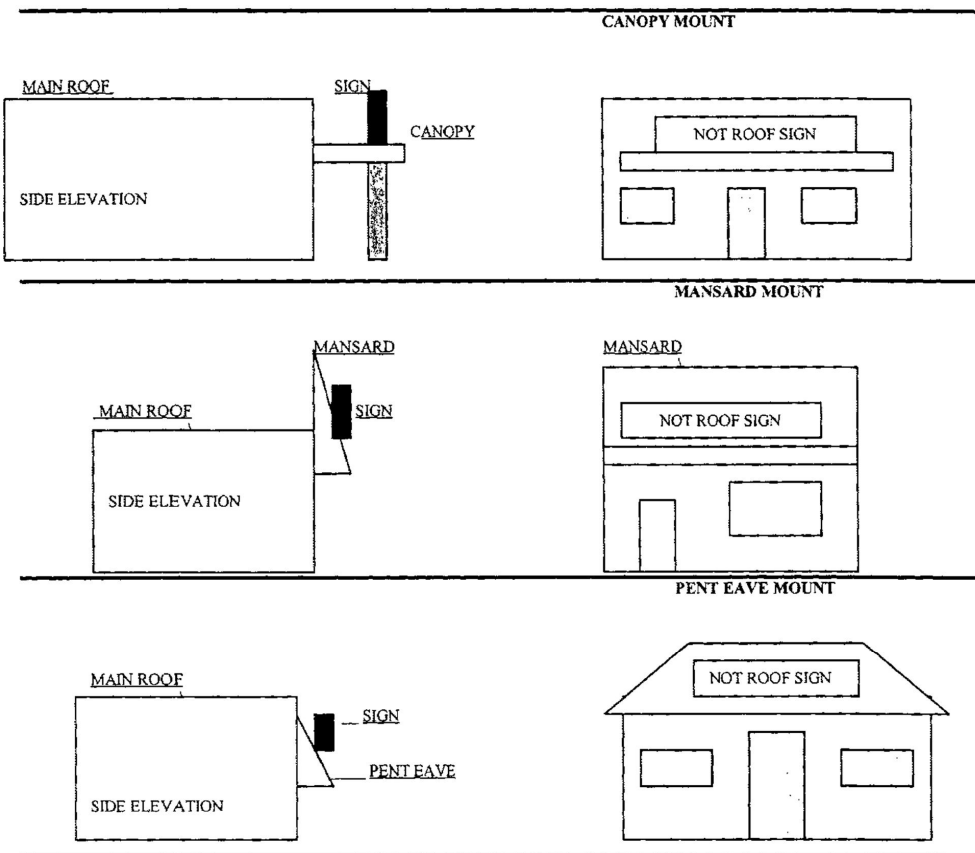 CANOPY MOUNT
MAIN ROOF
SIGN
CANOPY
NOT ROOF SIGN
SIDE ELEVATION
MANSARD MOUNT
MANSARD
MANSARD
MAIN ROOF
SIGN
NOT ROOF SIGN
SIDE ELEVATION
PENT EAVE MOUNT
MAIN ROOF
NOT ROOF SIGN
SIGN
PENT EAVE
SIDE ELEVATION